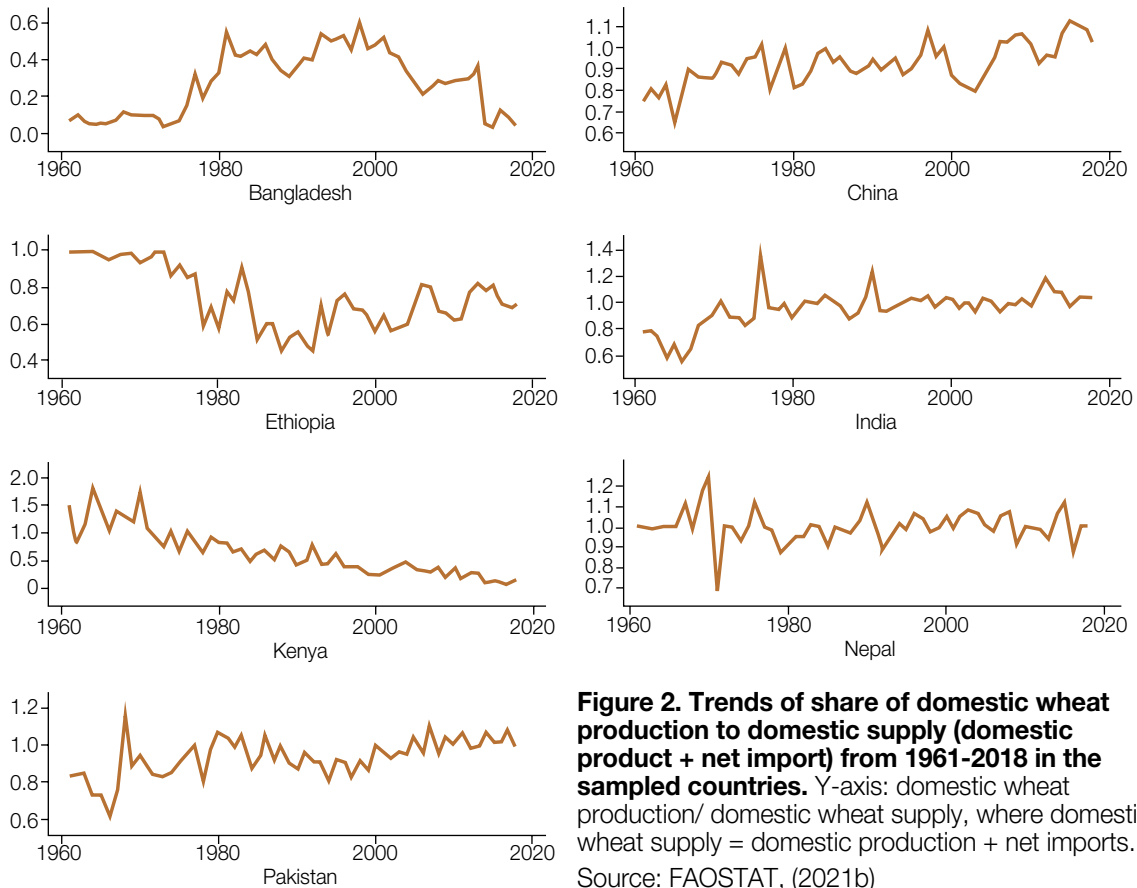 0.6
0.4
0.2
0.0
1960 1980 2000 2020
Bangladesh
1.1
1.0
0.9
0.8
0.7
0.6
1960 1980 2000 2020
China
1.0
0.8
0.6
0.4
1960 1980 2000 2020
Ethiopia
1.4
1.2
1.0
0.8
0.6
1960 1980 2000 2020
India
2.0
1.5
1.0
0.5
0
1960 1980 2000 2020
Kenya
1.2
1.1
1.0
0.9
0.8
0.7
1960 1980 2000 2020
Nepal
1.2
1.0
0.8
0.6
1960 1980 2000 2020
Pakistan
Figure 2. Trends of share of domestic wheat
production to domestic supply (domestic
product + net import) from 1961-2018 in the
sampled countries. Y-axis: domestic wheat
production/ domestic wheat supply, where domesti
wheat supply = domestic production + net imports.
Source: FAOSTAT, (2021b)